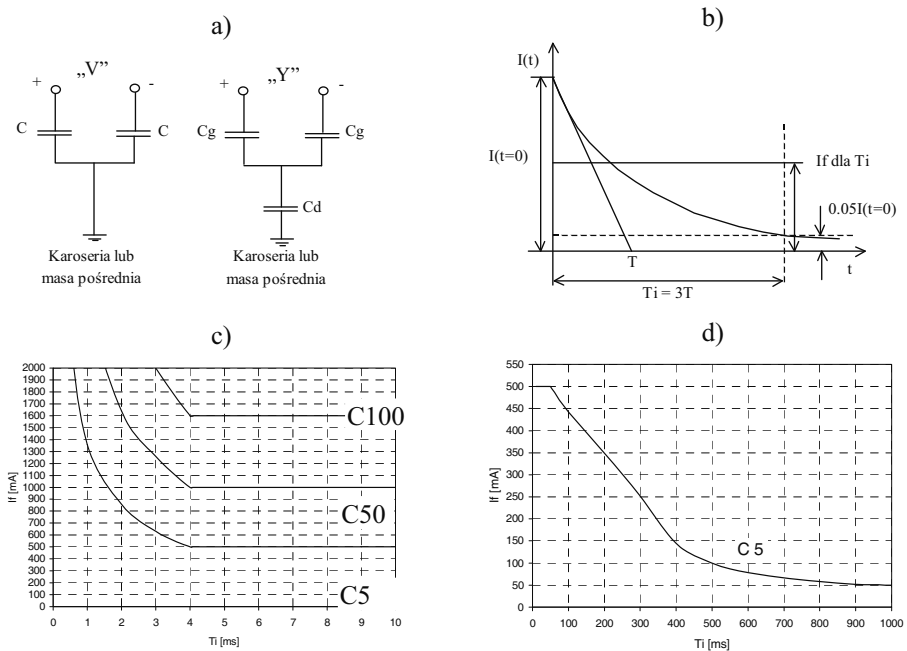 a)
„V”
„Y”
+
-
+
-
C
C
Cg
Cg
Cd
Karoseria lub
masa pośrednia
Karoseria lub
masa pośrednia
b)
I(t)
I(t=0)
If dla Ti
0.05I(t=0)
T
t
Ti = 3T
c)
2000
1900
1800
1700
1600
1500
1400
1300
1200
1100
1000
900
800
700
600
500
400
300
200
100
0
If [mA]
C100
C50
C5
0 1 2 3 4 5 6 7 8 9 10
Ti [ms]
d)
550
500
450
400
350
300
250
200
150
100
50
0
If [mA]
C 5
0 100 200 300 400 500 600 700 800 900 1000
Ti [ms]